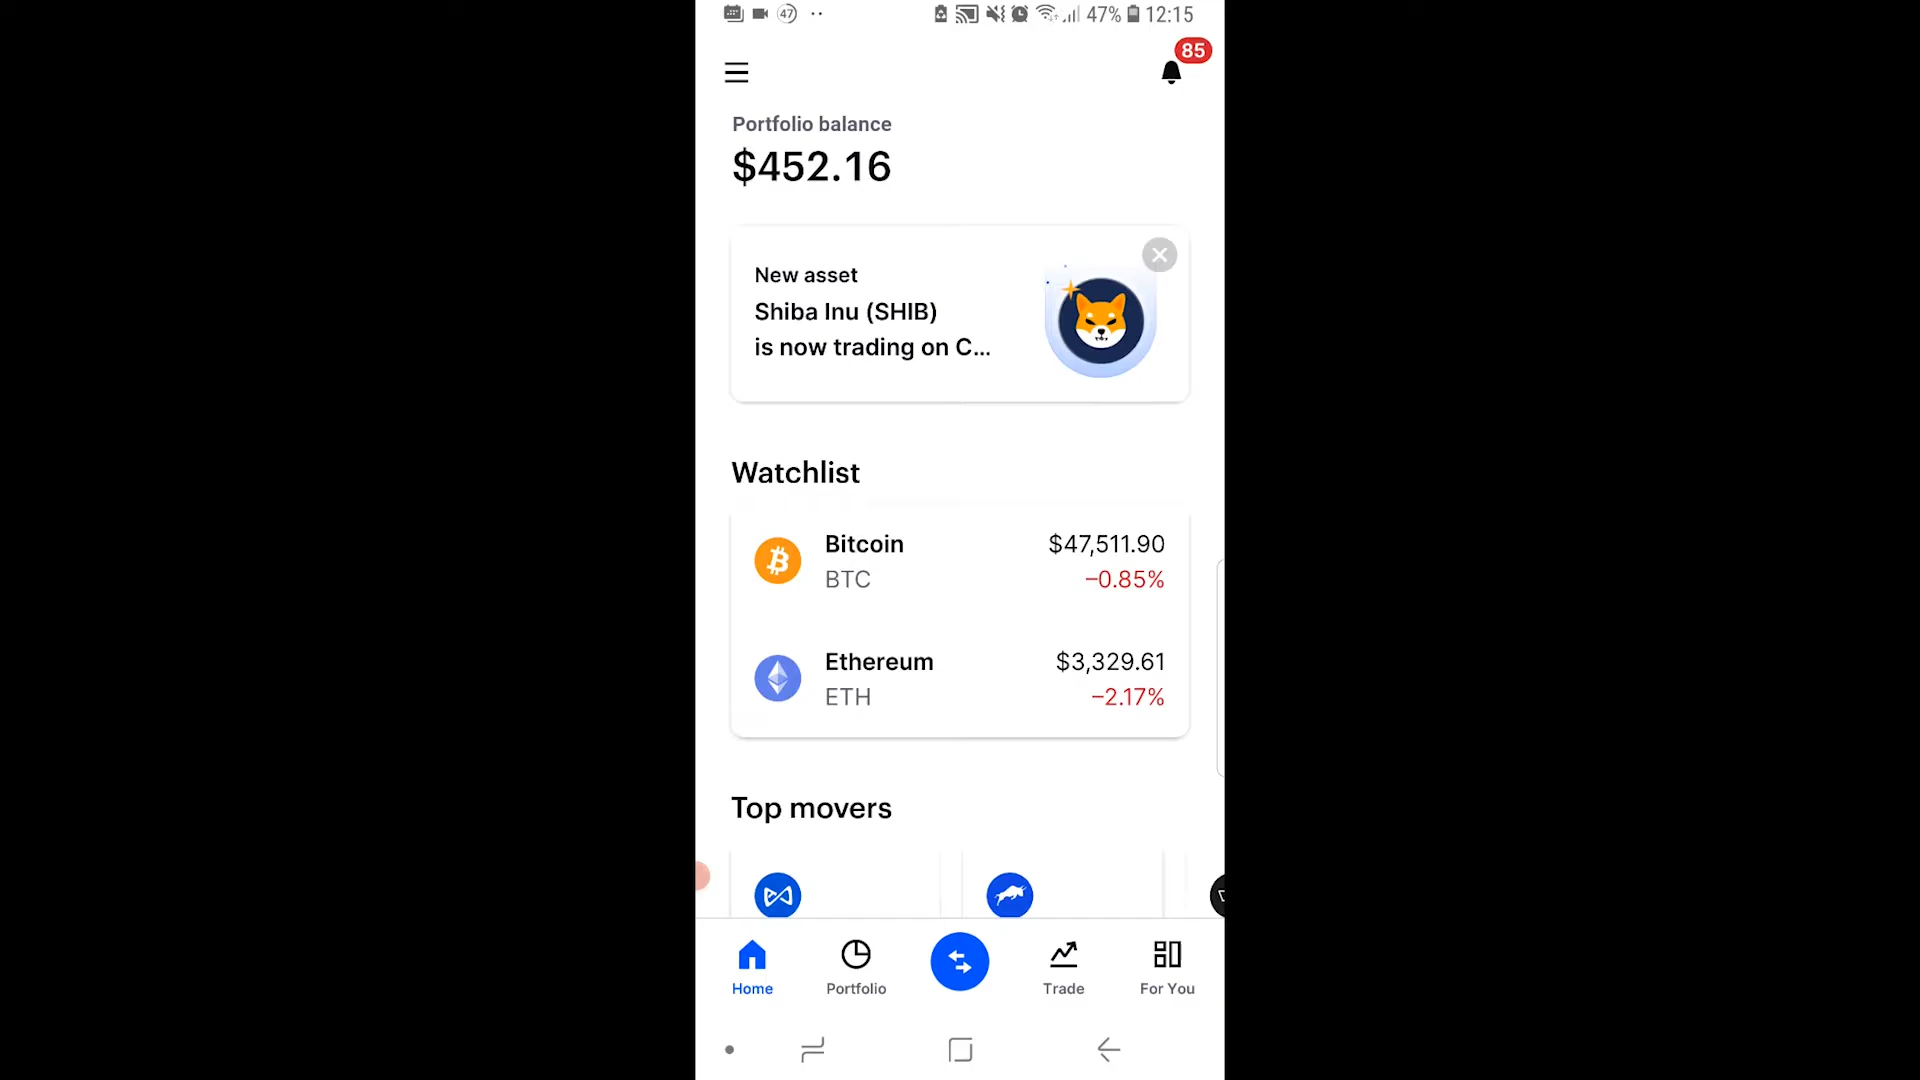 47
47%
12:15
85
Portfolio balance
$452.16
New asset
Shiba Inu (SHIB)
is now trading on C...
Watchlist
Bitcoin
$47,511.90
BTC
−0.85%
Ethereum
$3,329.61
ETH
−2.17%
Top movers
Home
Portfolio
Trade
For You